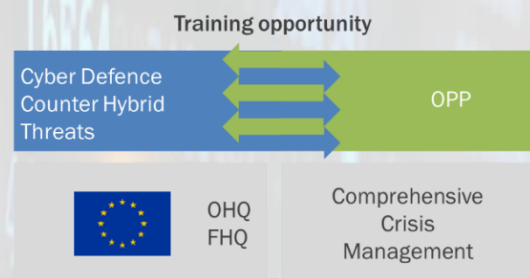 Training opportunity
Cyber Defence
Counter Hybrid
Threats
OPP
OHQ
FHQ
Comprehensive
Crisis
Management